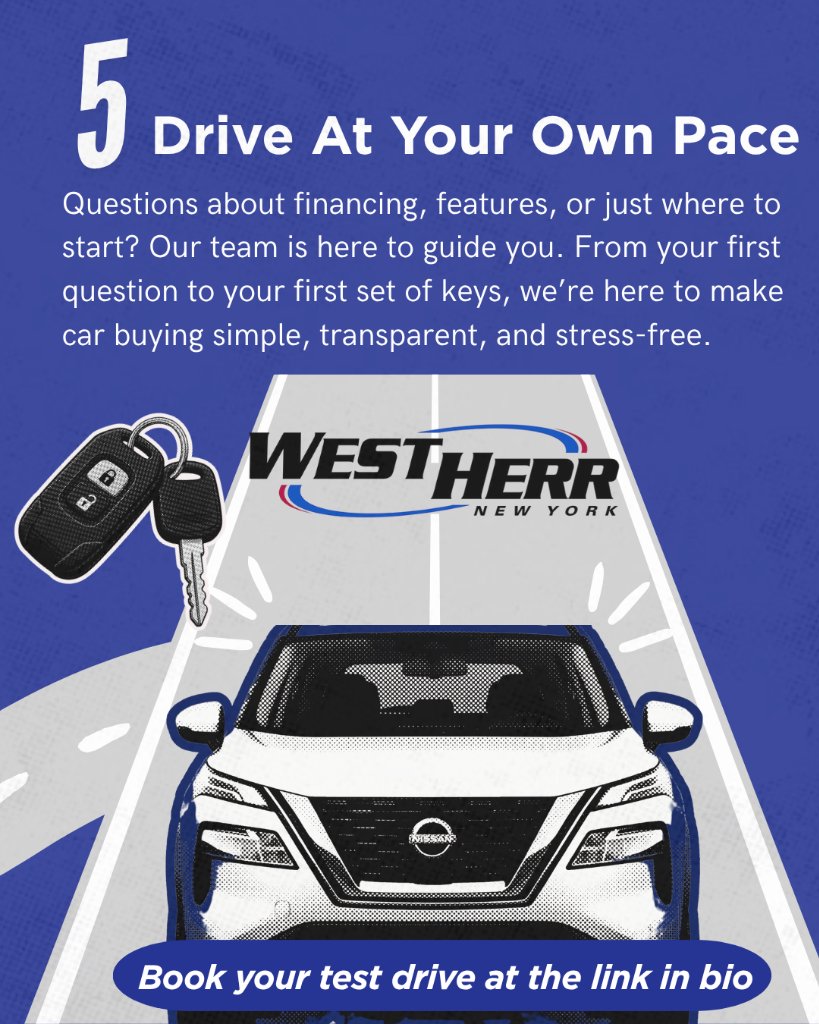 5 Drive At Your Own Pace
Questions about financing, features, or just where to
start? Our team is here to guide you. From your first
question to your first set of keys, we’re here to make
car buying simple, transparent, and stress-free.
WEST HERR
NEW YORK
NISSAN
Book your test drive at the link in bio